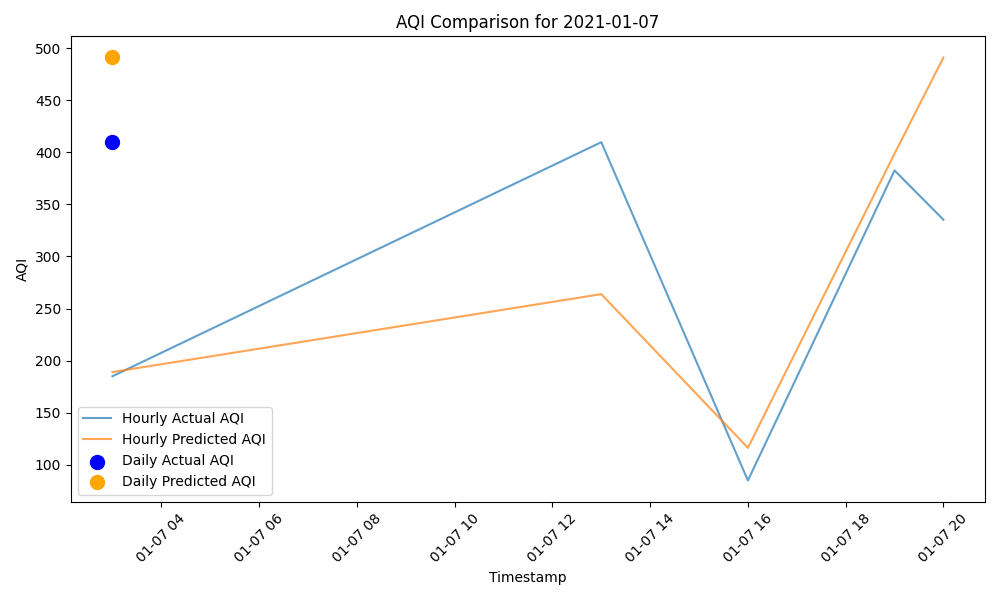 AQI Comparison for 2021-01-07
500
450
400
350
300
250
200
150
100
AQI
Hourly Actual AQI
Hourly Predicted AQI
Daily Actual AQI
Daily Predicted AQI
01-07 04
01-07 06
01-07 08
01-07 10
01-07 12
01-07 14
01-07 16
01-07 18
01-07 20
Timestamp